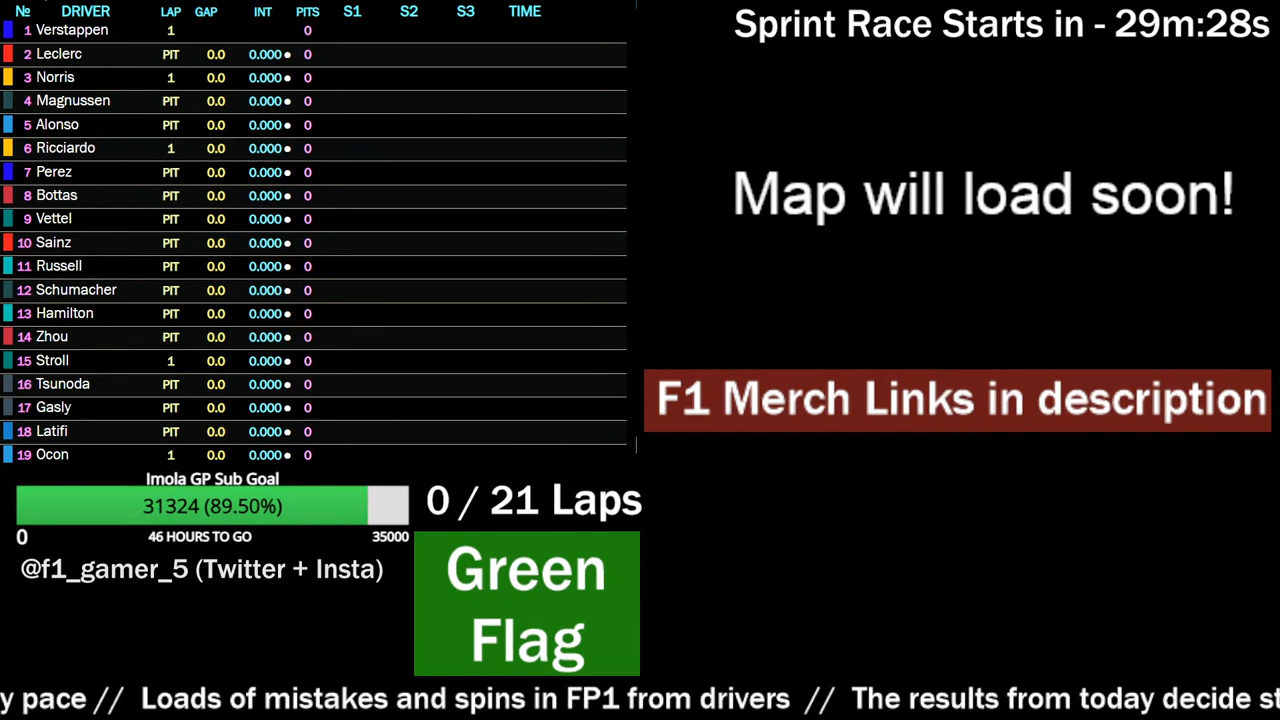 № DRIVER LAP GAP INT PITS S1 S2 S3 TIME
1 Verstappen 1 0
2 Leclerc PIT 0.0 0.000 0
3 Norris 1 0.0 0.000 0
4 Magnussen PIT 0.0 0.000 0
5 Alonso PIT 0.0 0.000 0
6 Ricciardo 1 0.0 0.000 0
7 Perez PIT 0.0 0.000 0
8 Bottas PIT 0.0 0.000 0
9 Vettel PIT 0.0 0.000 0
10 Sainz PIT 0.0 0.000 0
11 Russell PIT 0.0 0.000 0
12 Schumacher PIT 0.0 0.000 0
13 Hamilton PIT 0.0 0.000 0
14 Zhou PIT 0.0 0.000 0
15 Stroll 1 0.0 0.000 0
16 Tsunoda PIT 0.0 0.000 0
17 Gasly PIT 0.0 0.000 0
18 Latifi PIT 0.0 0.000 0
19 Ocon 1 0.0 0.000 0
Sprint Race Starts in - 29m:28s
Map will load soon!
F1 Merch Links in description
Imola GP Sub Goal
31324 (89.50%)
0 46 HOURS TO GO 35000
@f1_gamer_5 (Twitter + Insta)
0 / 21 Laps
Green
Flag
y pace // Loads of mistakes and spins in FP1 from drivers // The results from today decide st